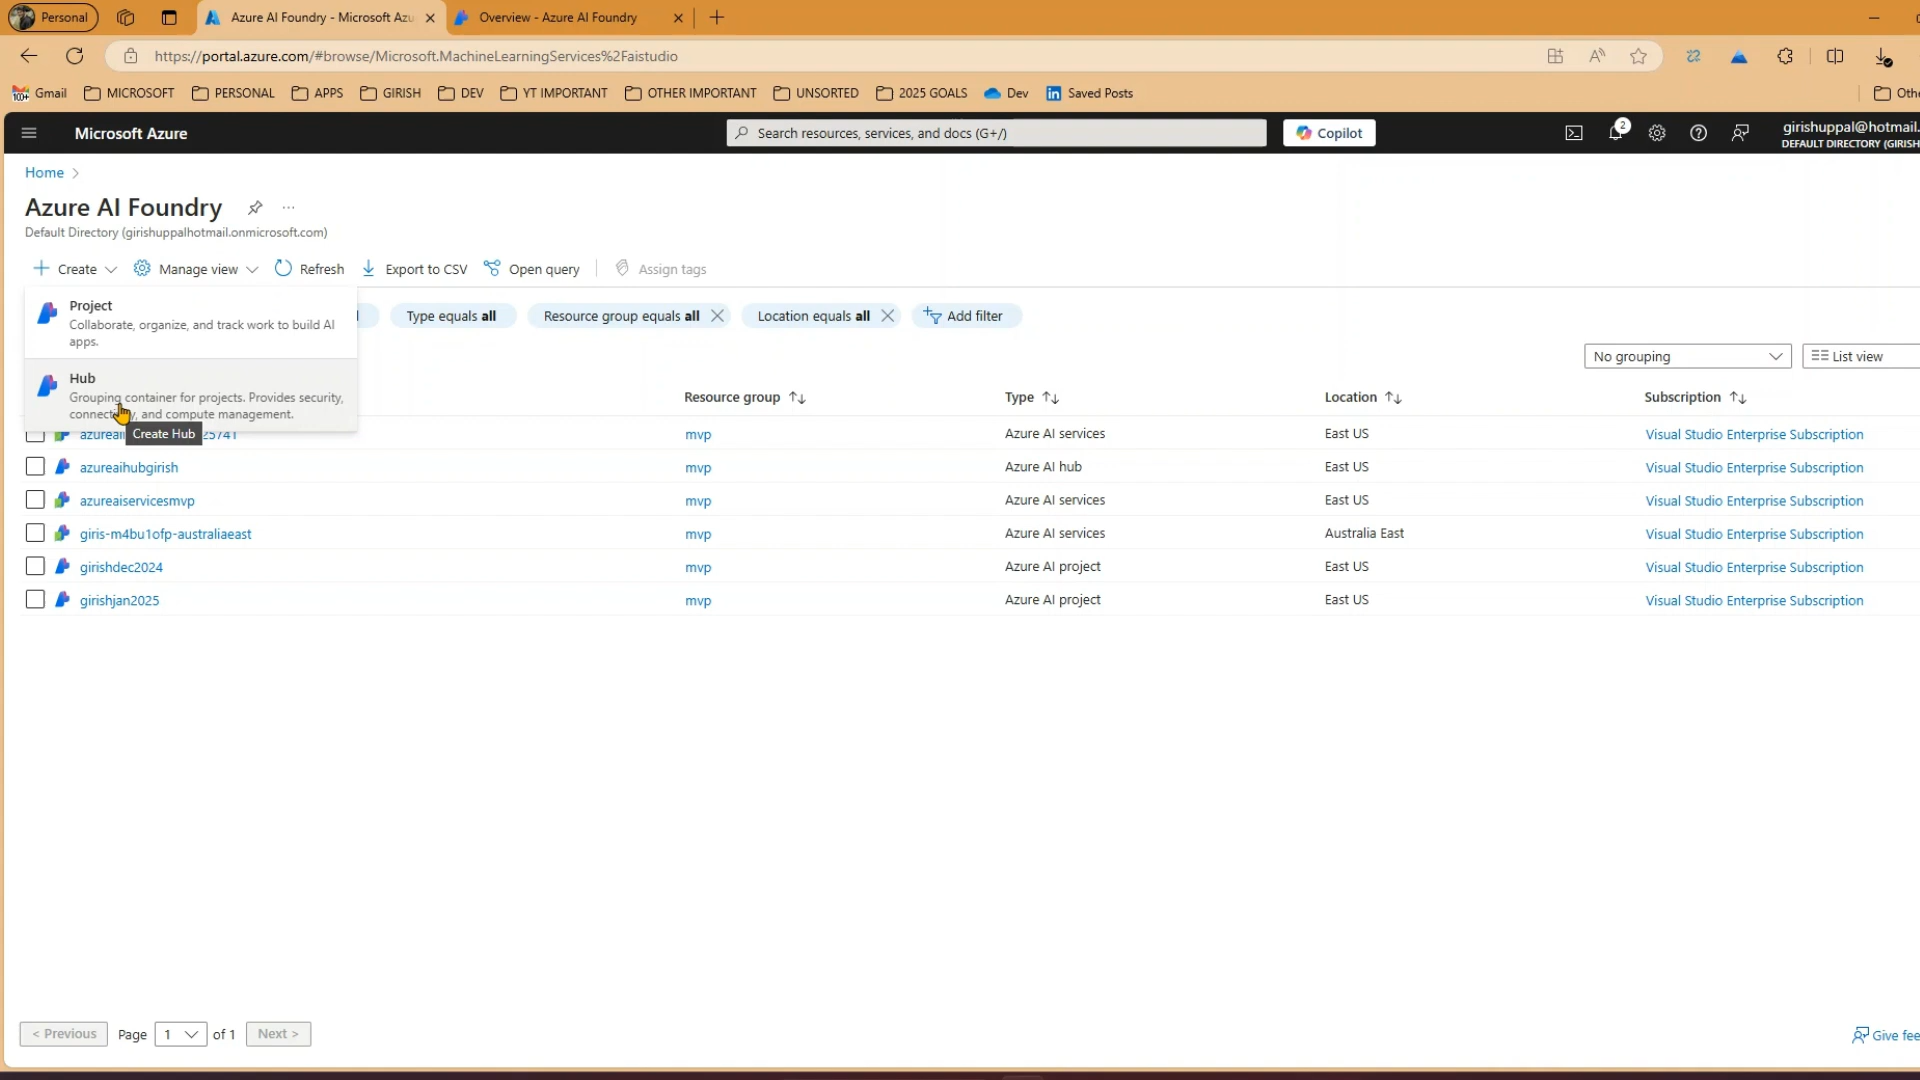 Personal
Azure AI Foundry - Microsoft Azu
Overview - Azure AI Foundry
https://portal.azure.com/#browse/Microsoft.MachineLearningServices%2Faistudio
100+
Gmail
MICROSOFT
PERSONAL
APPS
GIRISH
DEV
YT IMPORTANT
OTHER IMPORTANT
UNSORTED
2025 GOALS
Dev
Saved Posts
Othe
Microsoft Azure
Search resources, services, and docs (G+/)
Copilot
2
girishuppal@hotmail.
DEFAULT DIRECTORY (GIRISH
Home
Azure AI Foundry
Default Directory (girishuppalhotmail.onmicrosoft.com)
Create
Manage view
Refresh
Export to CSV
Open query
Assign tags
Project
Collaborate, organize, and track work to build AI
apps.
Type equals all
Resource group equals all
Location equals all
Add filter
No grouping
List view
Hub
Grouping container for projects. Provides security,
and compute management.
Create Hub
Resource group
Type
Location
Subscription
25741
mvp
Azure AI services
East US
Visual Studio Enterprise Subscription
azureaihubgirish
mvp
Azure AI hub
East US
Visual Studio Enterprise Subscription
azureaiservicesmvp
mvp
Azure AI services
East US
Visual Studio Enterprise Subscription
giris-m4bu1ofp-australiaeast
mvp
Azure AI services
Australia East
Visual Studio Enterprise Subscription
girishdec2024
mvp
Azure AI project
East US
Visual Studio Enterprise Subscription
girishjan2025
mvp
Azure AI project
East US
Visual Studio Enterprise Subscription
< Previous
Page
1
of 1
Next >
Give fee